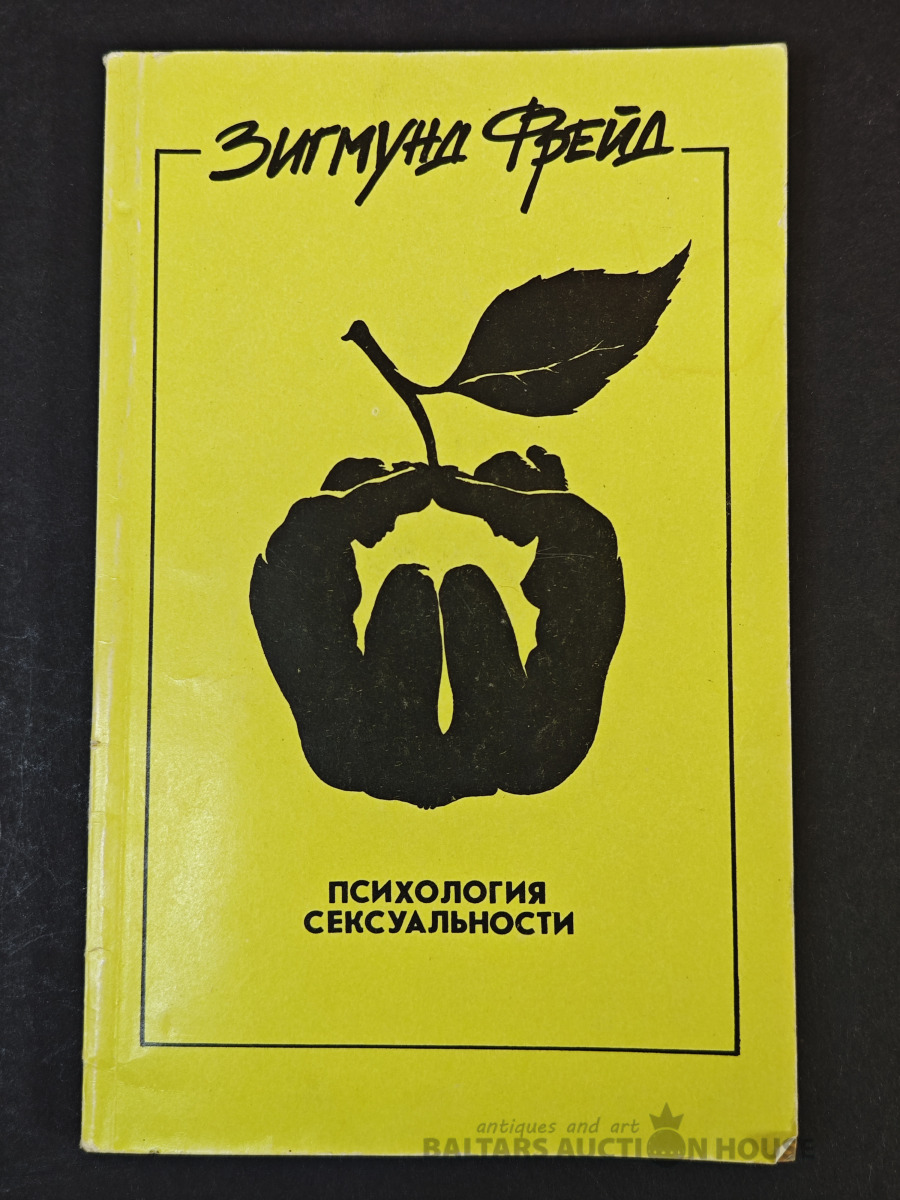 Зигмунд Фрейд
ПСИХОЛОГИЯ
СЕКСУАЛЬНОСТИ
antiques and art
BALTARS AUCTION HOUSE